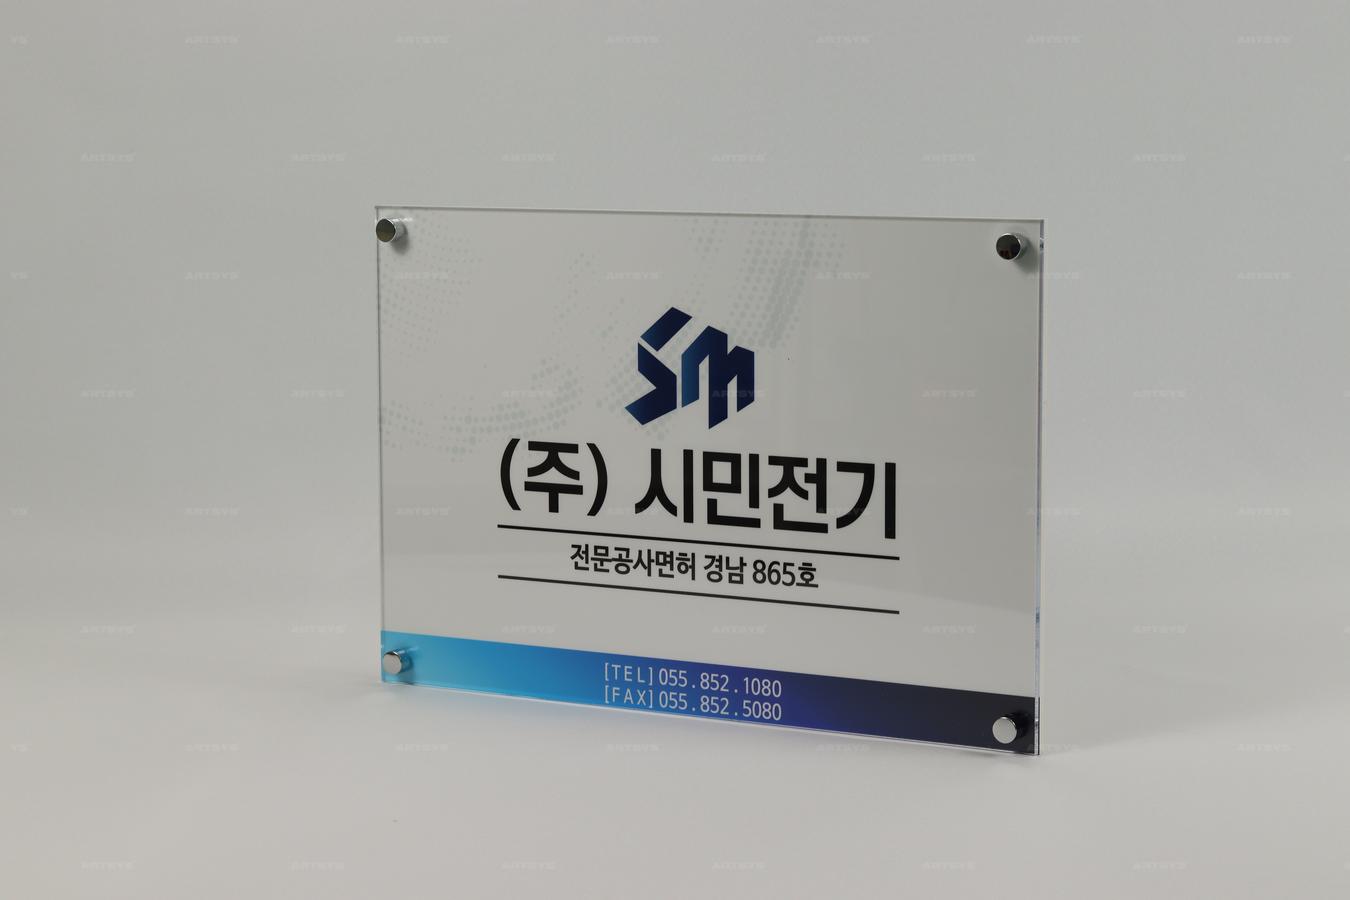 sm
(주) 시민전기
전문공사면허 경남 865호
[TEL] 055.852.1080
[FAX] 055.852.5080
ARTSYS